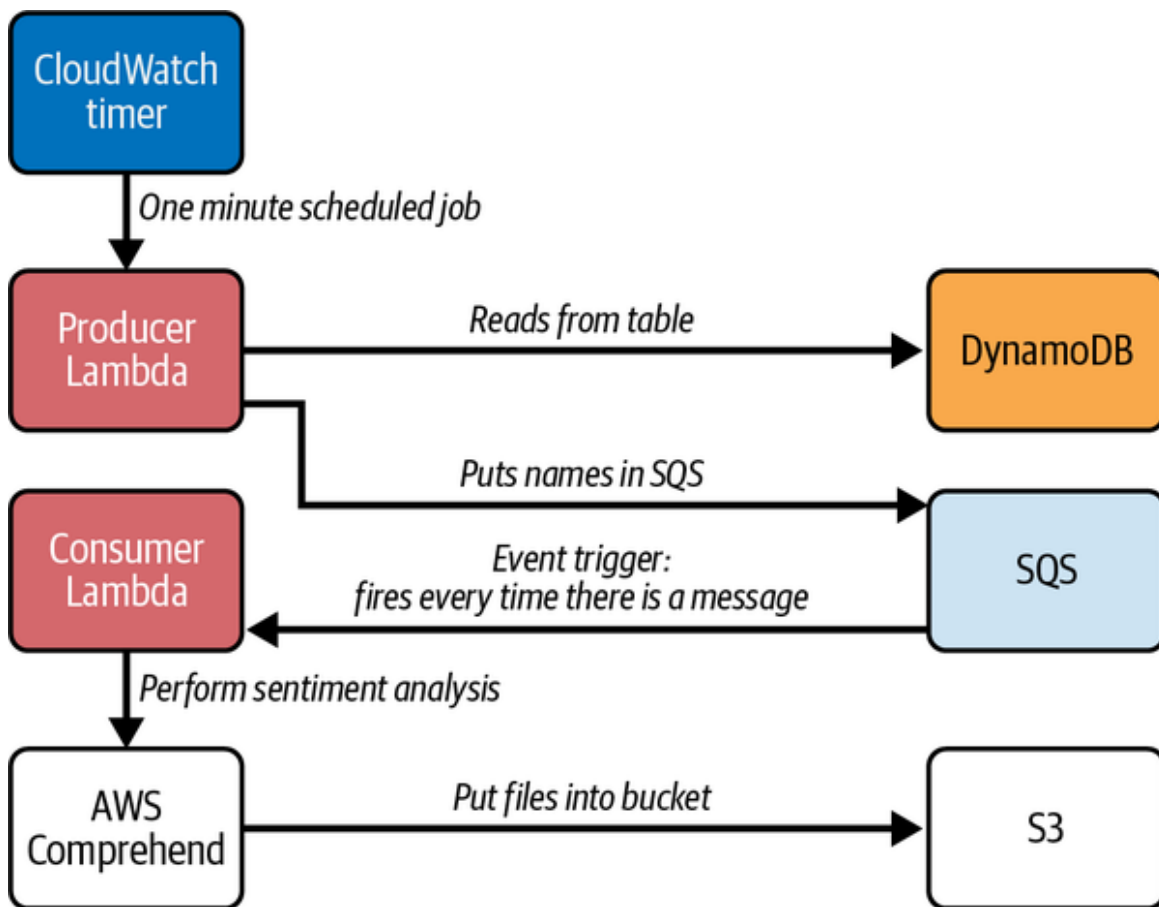 CloudWatch
timer
One minute scheduled job
Producer
Lambda
Reads from table
DynamoDB
Puts names in SQS
Consumer
Lambda
Event trigger:
fires every time there is a message
SQS
Perform sentiment analysis
AWS
Comprehend
Put files into bucket
S3